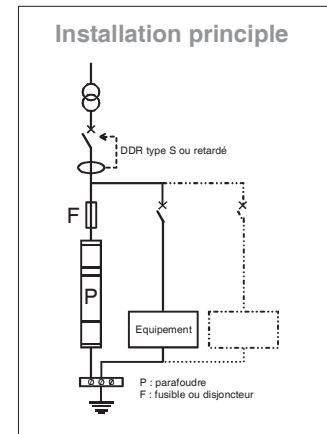 Installation principle
DDR type S ou retardé
F
P
Equipement
P : parafoudre
F : fusible ou disjoncteur